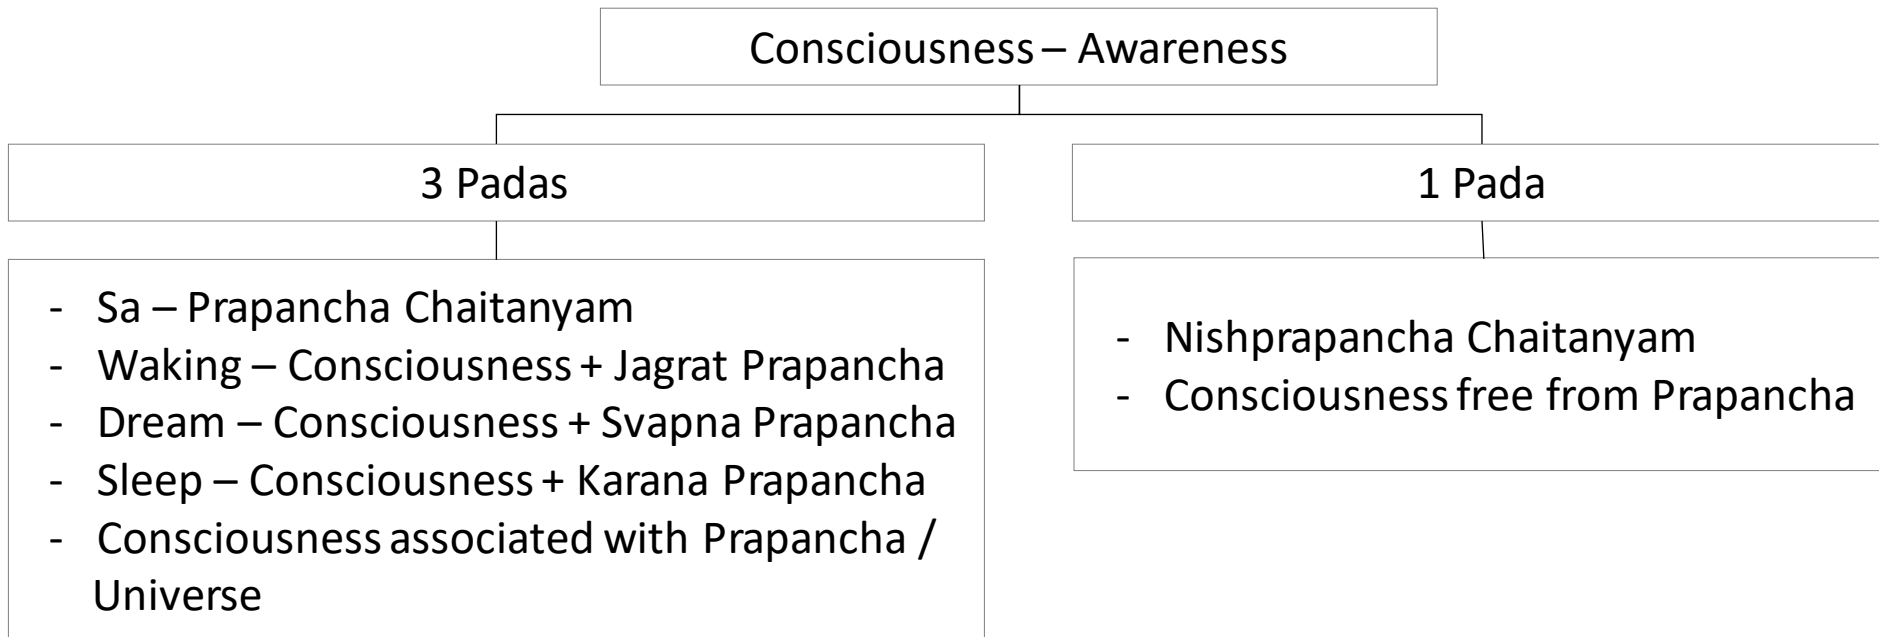 Consciousness – Awareness
3 Padas
1 Pada
- Sa – Prapancha Chaitanyam
- Waking – Consciousness + Jagrat Prapancha
- Dream – Consciousness + Svapna Prapancha
- Sleep – Consciousness + Karana Prapancha
- Consciousness associated with Prapancha /
Universe
- Nishprapancha Chaitanyam
- Consciousness free from Prapancha